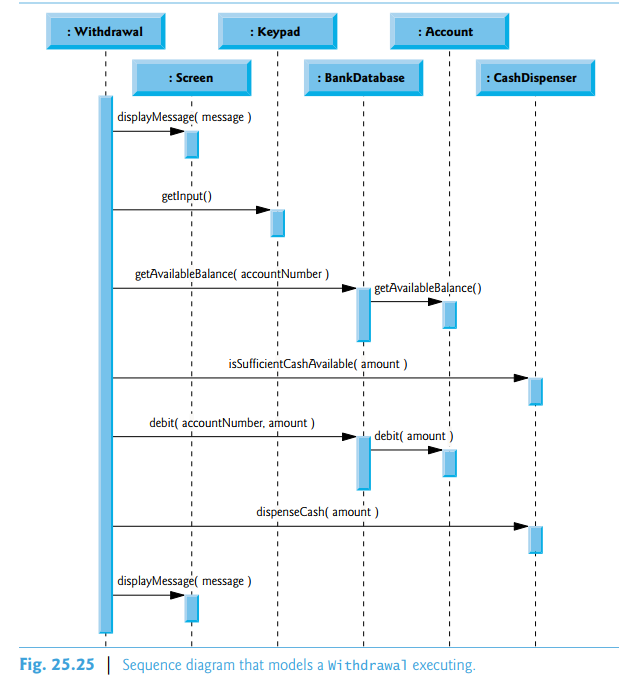 : Withdrawal
: Keypad
: Account
: Screen
: BankDatabase
: CashDispenser
displayMessage( message )
getInput()
getAvailableBalance( accountNumber )
getAvailableBalance()
isSufficientCashAvailable( amount )
debit( accountNumber, amount )
debit( amount )
dispenseCash( amount )
displayMessage( message )
Fig. 25.25 | Sequence diagram that models a Withdrawal executing.